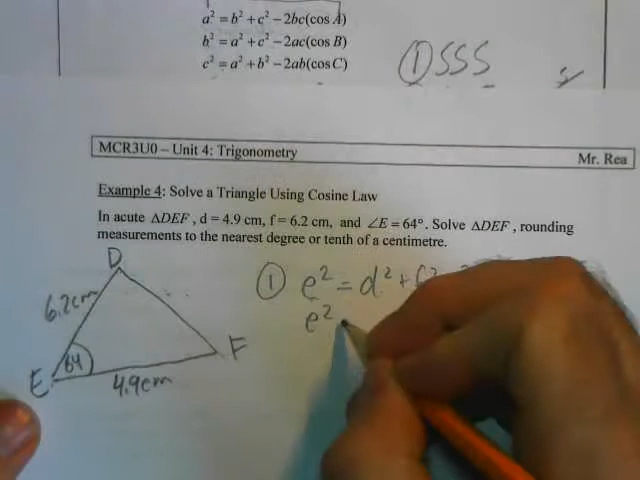 a² = b² + c² − 2bc(cos A)
b² = a² + c² − 2ac(cos B)
c² = a² + b² − 2ab(cos C)
① SSS
MCR3U0 – Unit 4: Trigonometry
Mr. Rea
Example 4: Solve a Triangle Using Cosine Law
In acute ΔDEF, d = 4.9 cm, f = 6.2 cm, and ∠E = 64°. Solve ΔDEF, rounding
measurements to the nearest degree or tenth of a centimetre.
D
6.2cm
64
E
F
4.9cm
① e² = d² + f²
e²